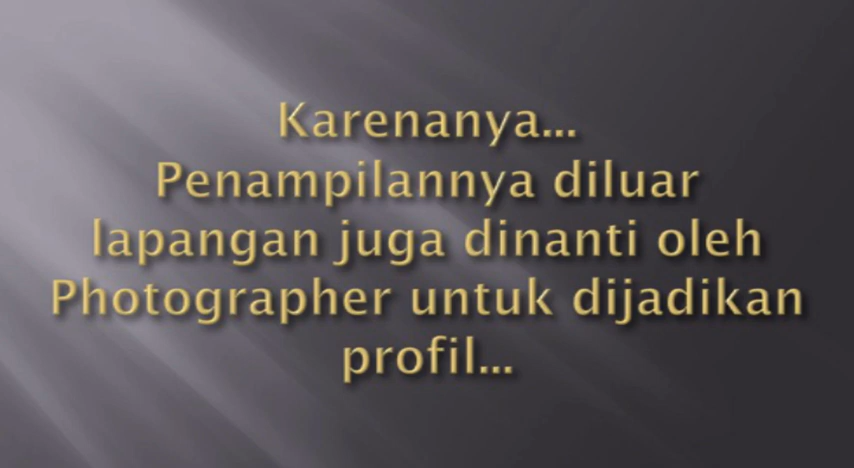 Karenanya...
Penampilannya diluar
lapangan juga dinanti oleh
Photographer untuk dijadikan
profil...